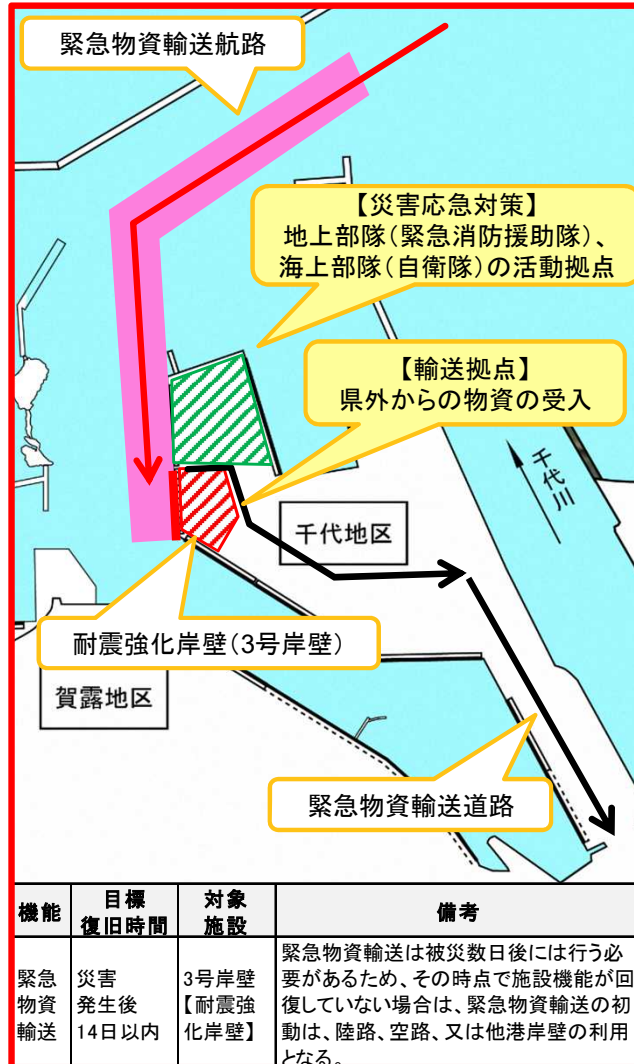 緊急物資輸送航路
【災害応急対策】
地上部隊(緊急消防援助隊)、
海上部隊(自衛隊)の活動拠点
【輸送拠点】
県外からの物資の受入
千代川
千代地区
耐震強化岸壁(3号岸壁)
賀露地区
緊急物資輸送道路
機能
目標
復旧時間
対象
施設
備考
緊急
物資
輸送
災害
発生後
14日以内
3号岸壁
【耐震強
化岸壁】
緊急物資輸送は被災数日後には行う必
要があるため、その時点で施設機能が回
復していない場合は、緊急物資輸送の初
動は、陸路、空路、又は他港岸壁の利用
となる。